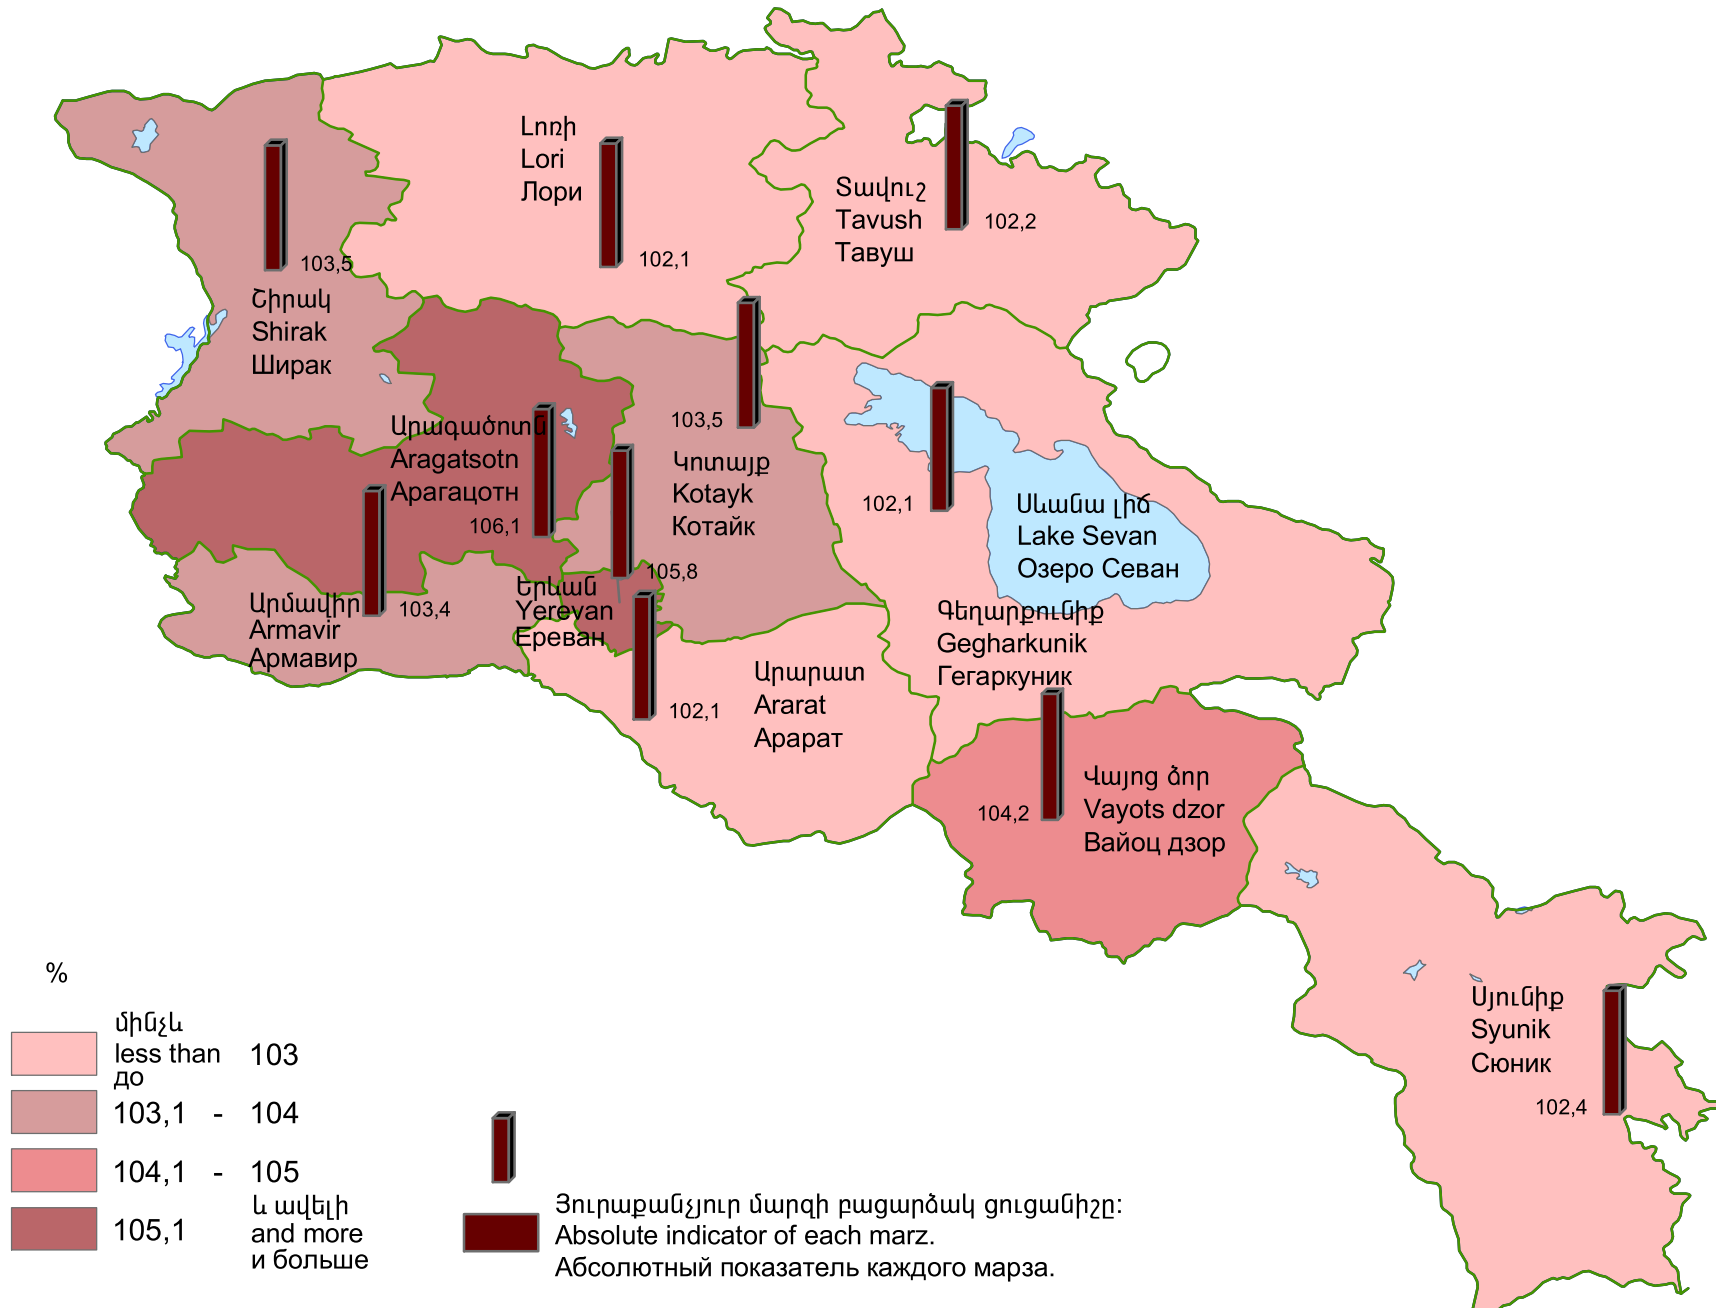 Լոռի
Lori
Лори
102,1
Տավուշ
Tavush
Тавуш
102,2
103,5
Շիրակ
Shirak
Ширак
Արագածոտն
Aragatsotn
Арагацотн
106,1
103,5
Կոտայք
Kotayk
Котайк
102,1
Սևանա լիճ
Lake Sevan
Озеро Севан
Գեղարքունիք
Gegharkunik
Гегаркуник
Արմավիր
Armavir
Армавир
103,4
105,8
Երևան
Yerevan
Ереван
102,1
Արարատ
Ararat
Арарат
104,2
Վայոց ձոր
Vayots dzor
Вайоц дзор
Սյունիք
Syunik
Сюник
102,4
%
մինչև
less than 103
до
103,1 - 104
104,1 - 105
105,1 և ավելի
and more
и больше
Յուրաքանչյուր մարզի բացարձակ ցուցանիշը:
Absolute indicator of each marz.
Абсолютный показатель каждого марза.